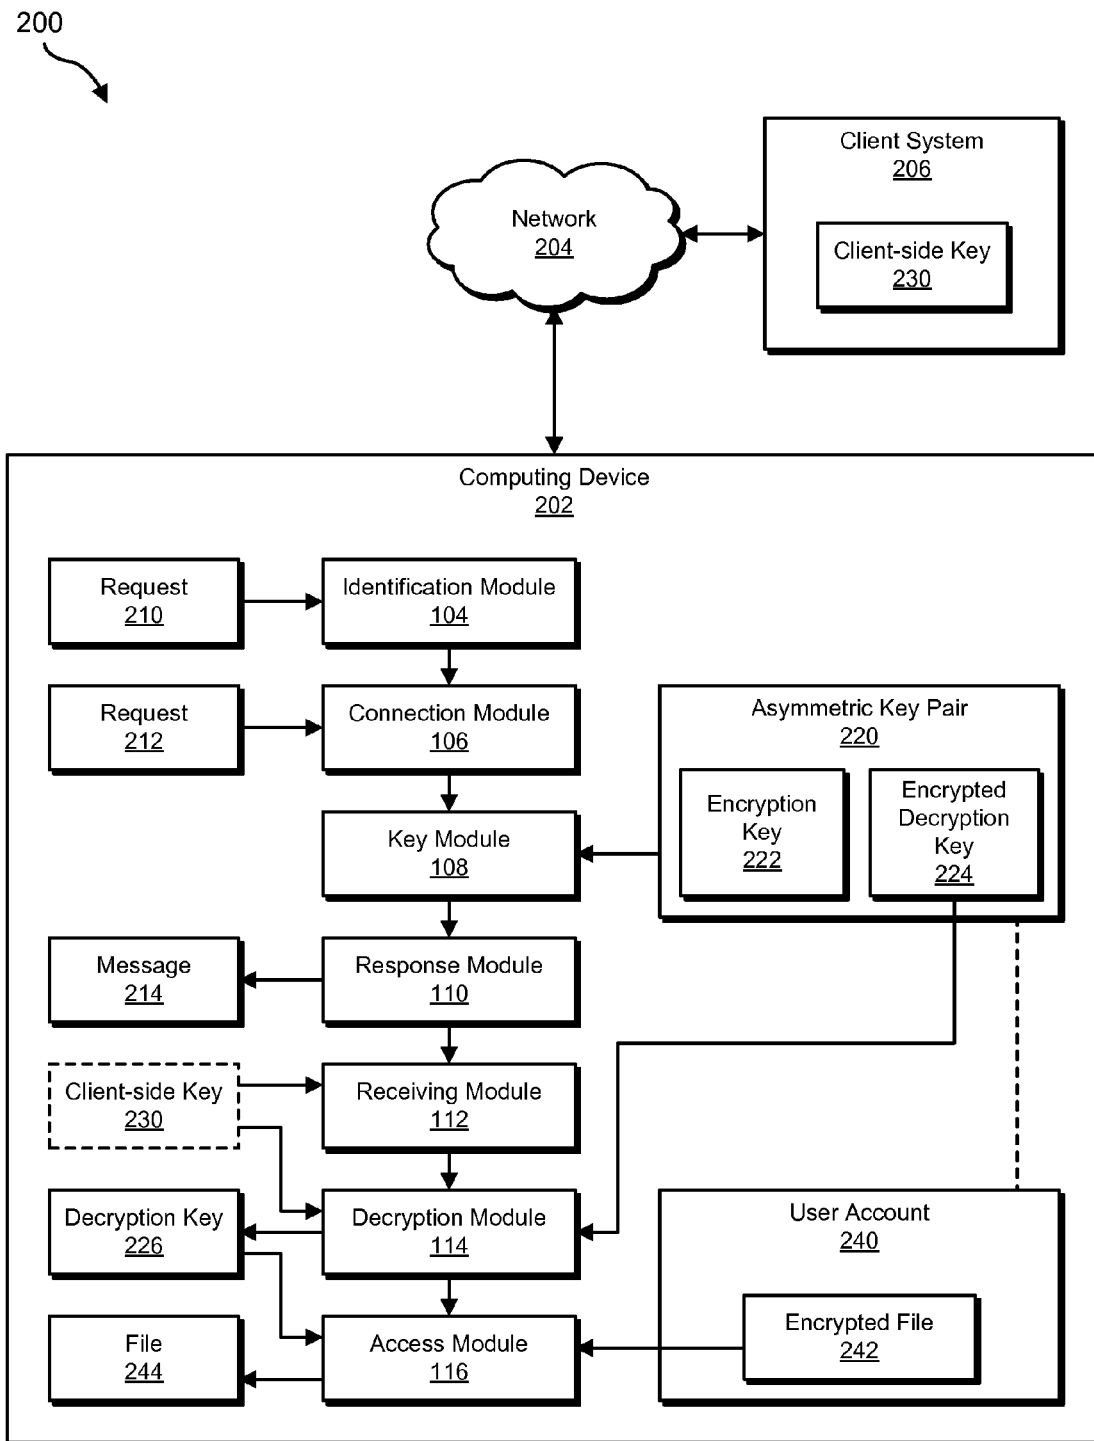 200
Client System
206
Client-side Key
230
Network
204
Computing Device
202
Request
210
Identification Module
104
Request
212
Connection Module
106
Asymmetric Key Pair
220
Encryption
Key
222
Encrypted
Decryption
Key
224
Key Module
108
Message
214
Response Module
110
Client-side Key
230
Receiving Module
112
Decryption Key
226
Decryption Module
114
User Account
240
Encrypted File
242
File
244
Access Module
116